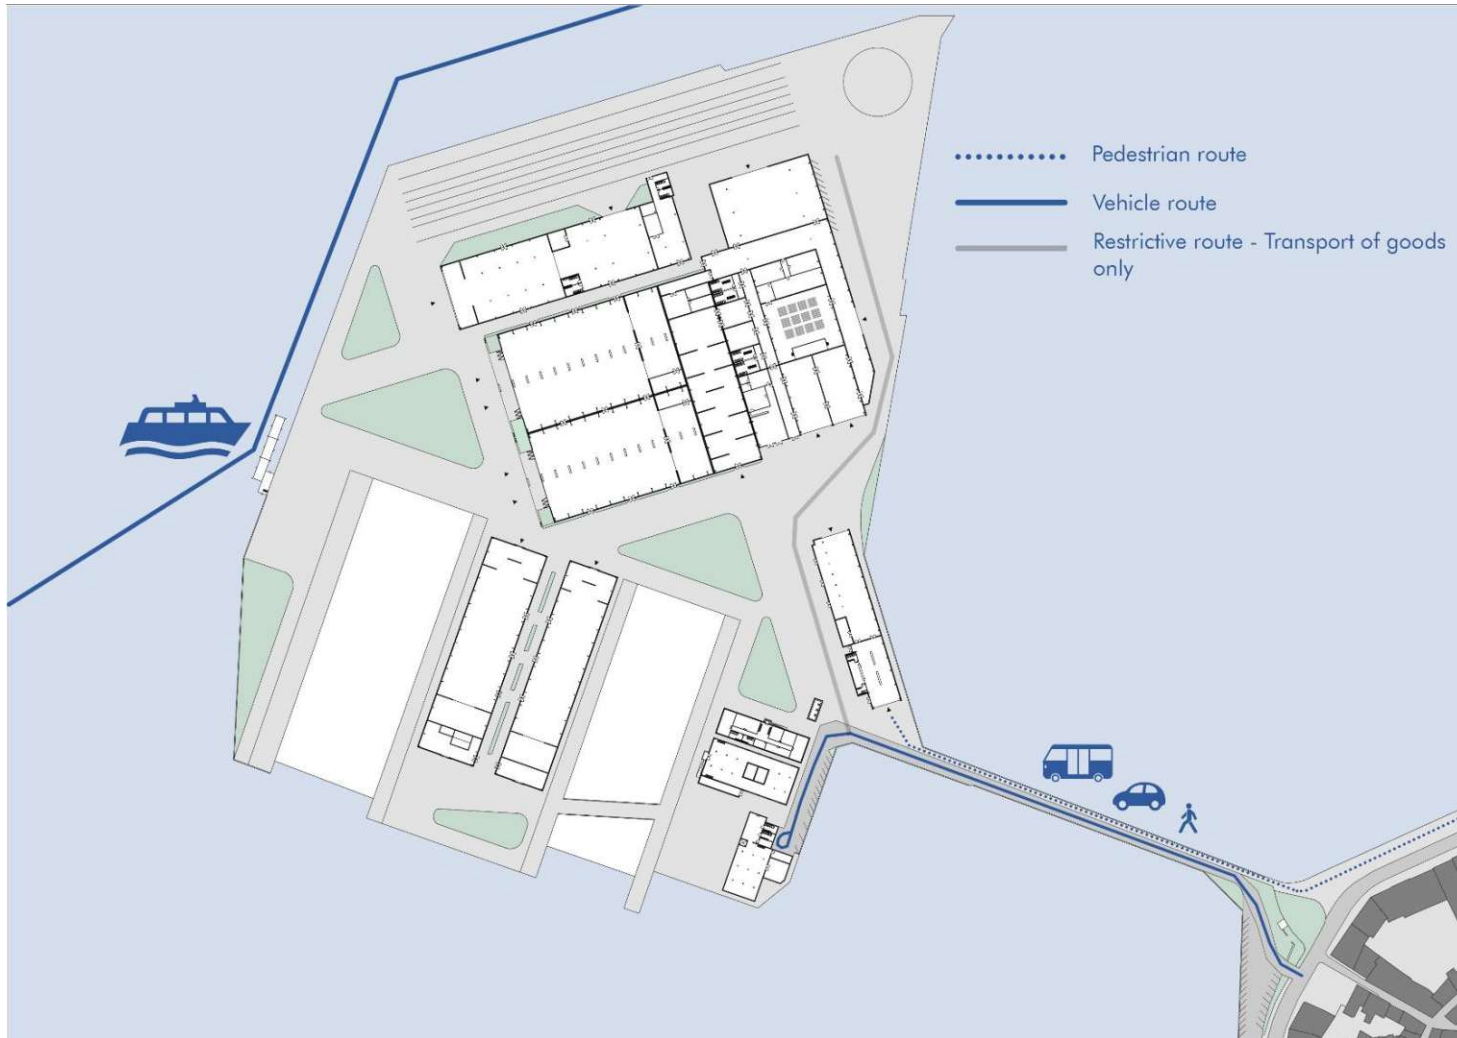 Pedestrian route
Vehicle route
Restrictive route - Transport of goods
only